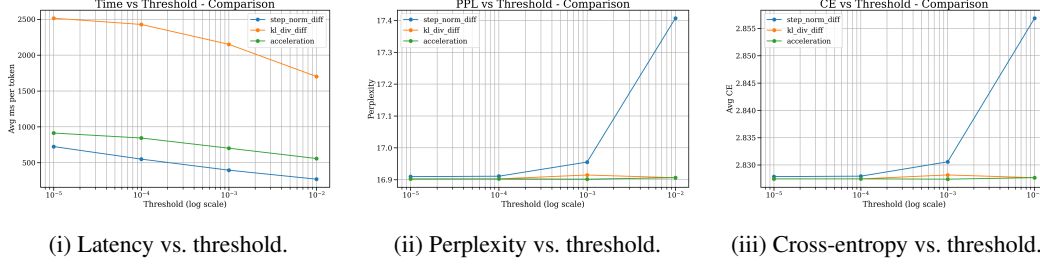 Time vs Threshold - Comparison
step_norm_diff
kl_div_diff
acceleration
Avg ms per token
2500
2000
1500
1000
500
10⁻⁵
10⁻⁴
10⁻³
10⁻²
Threshold (log scale)
(i) Latency vs. threshold.
PPL vs Threshold - Comparison
step_norm_diff
kl_div_diff
acceleration
Perplexity
17.4
17.3
17.2
17.1
17.0
16.9
10⁻⁵
10⁻⁴
10⁻³
10⁻²
Threshold (log scale)
(ii) Perplexity vs. threshold.
CE vs Threshold - Comparison
step_norm_diff
kl_div_diff
acceleration
Avg CE
2.855
2.850
2.845
2.840
2.835
2.830
10⁻⁵
10⁻⁴
10⁻³
10⁻²
Threshold (log scale)
(iii) Cross-entropy vs. threshold.